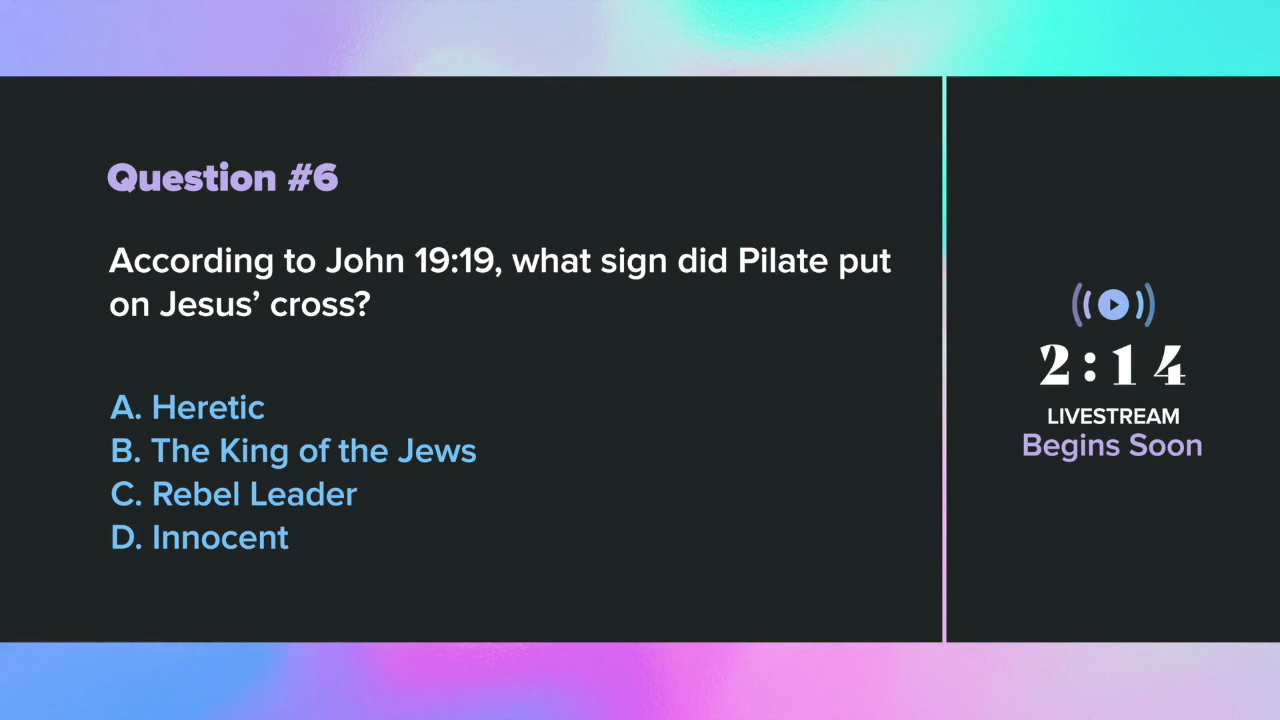 Question #6
According to John 19:19, what sign did Pilate put
on Jesus’ cross?
A. Heretic
B. The King of the Jews
C. Rebel Leader
D. Innocent
2:14
LIVESTREAM
Begins Soon